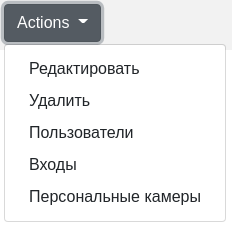 Actions
Редактировать
Удалить
Пользователи
Входы
Персональные камеры